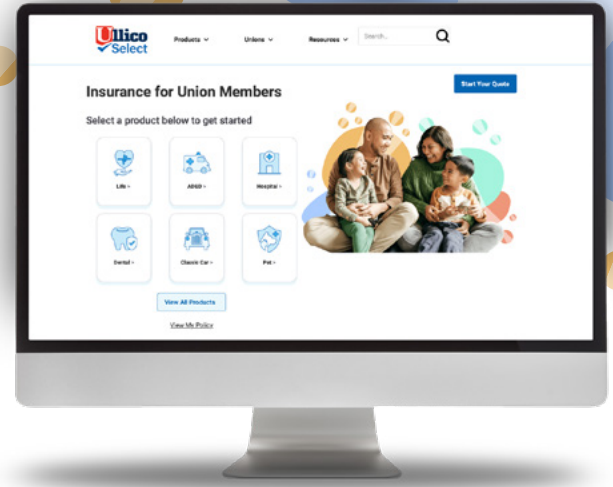 Ullico
Select
Products
Unions
Resources
Search...
Start Your Quote
Insurance for Union Members
Select a product below to get started
Life >
AD&D >
Hospital >
Dental >
Classic Car >
Pet >
View All Products
View My Policy